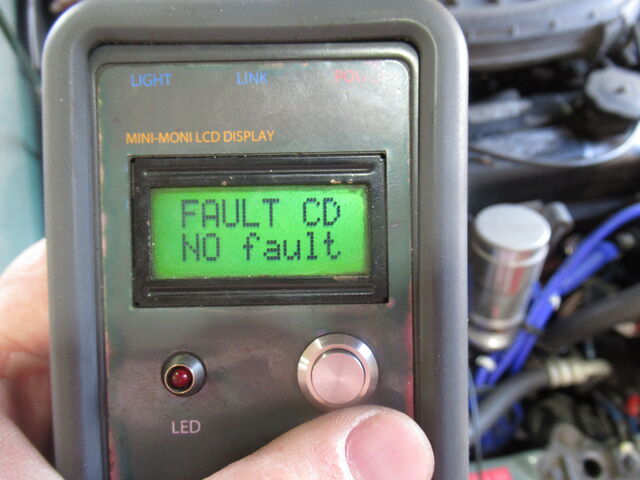 LIGHT LINK
MINI-MONI LCD DISPLAY
FAULT CD
NO fault
LED